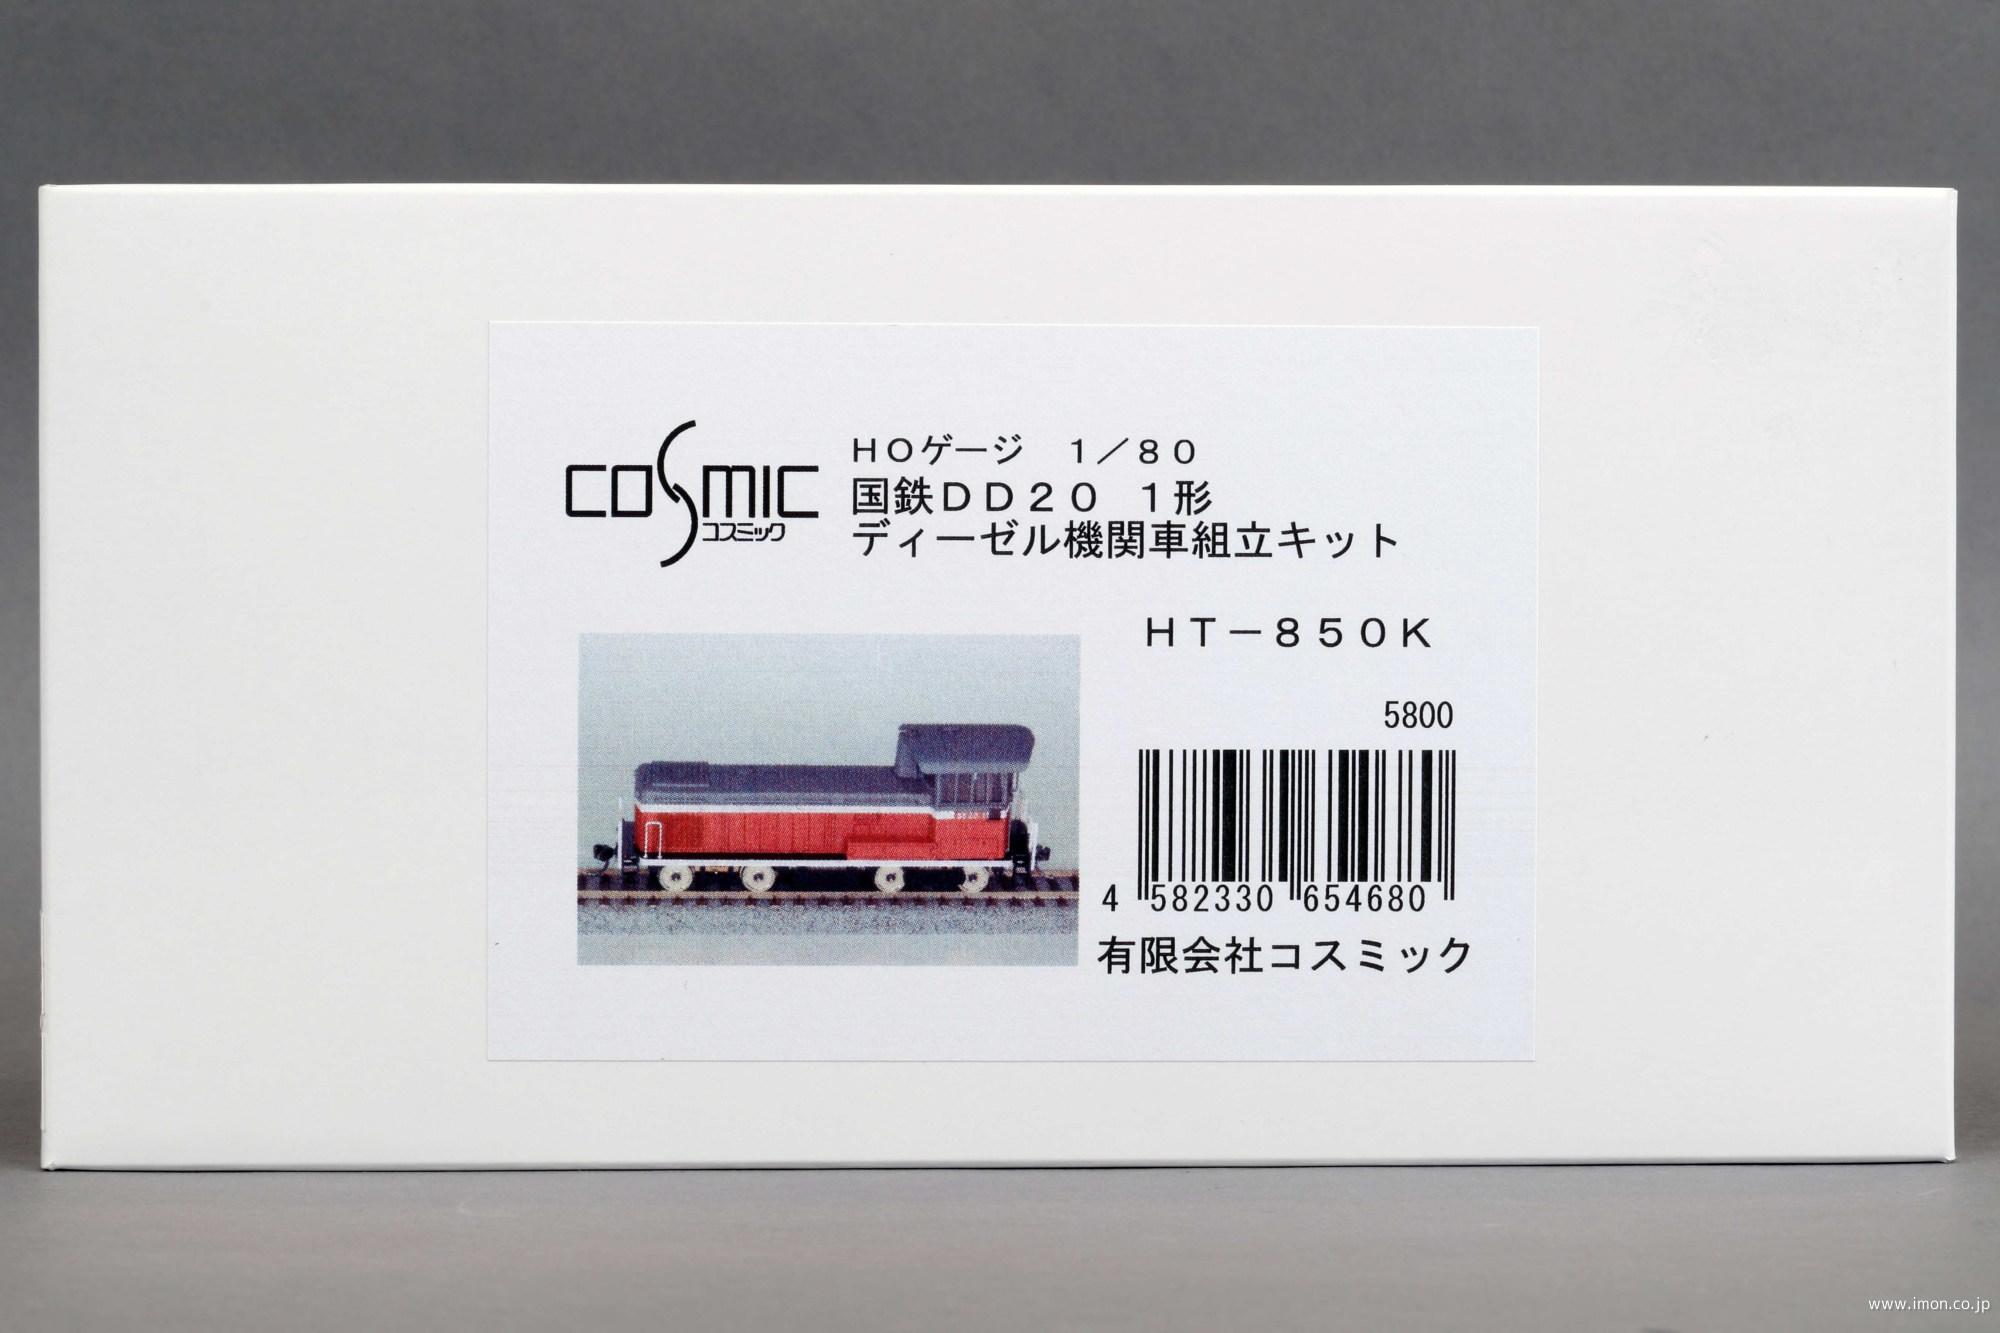 COSMIC
コスミック
HOゲージ　1／80
国鉄DD20　1形
ディーゼル機関車組立キット
HT－850K
5800
4 582330 654680
有限会社コスミック
www.imon.co.jp